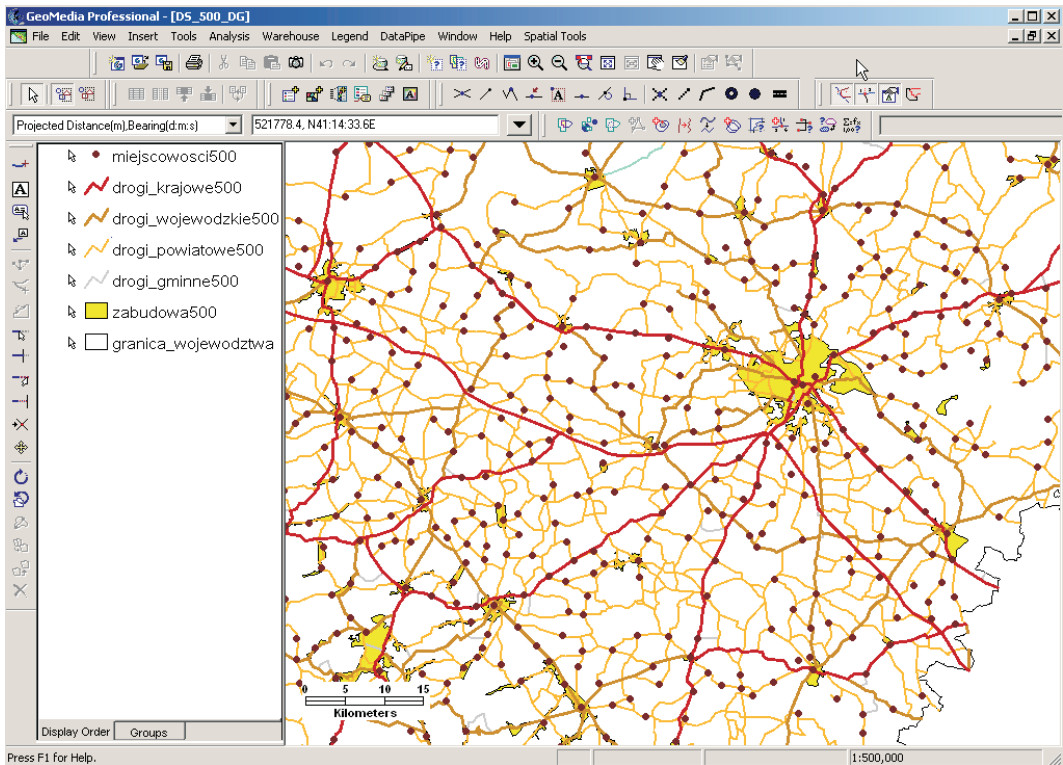 GeoMedia Professional - [DS_500_DG]
File Edit View Insert Tools Analysis Warehouse Legend DataPipe Window Help Spatial Tools
Projected Distance(m),Bearing(d:m:s) 521778.4, N41:14:33.6E
miejscowosci500
drogi_krajowe500
drogi_wojewodzkie500
drogi_powiatowe500
drogi_gminne500
zabudowa500
granica_wojewodztwa
0 5 10 15
Kilometers
Display Order Groups
Press F1 for Help. 1:500,000